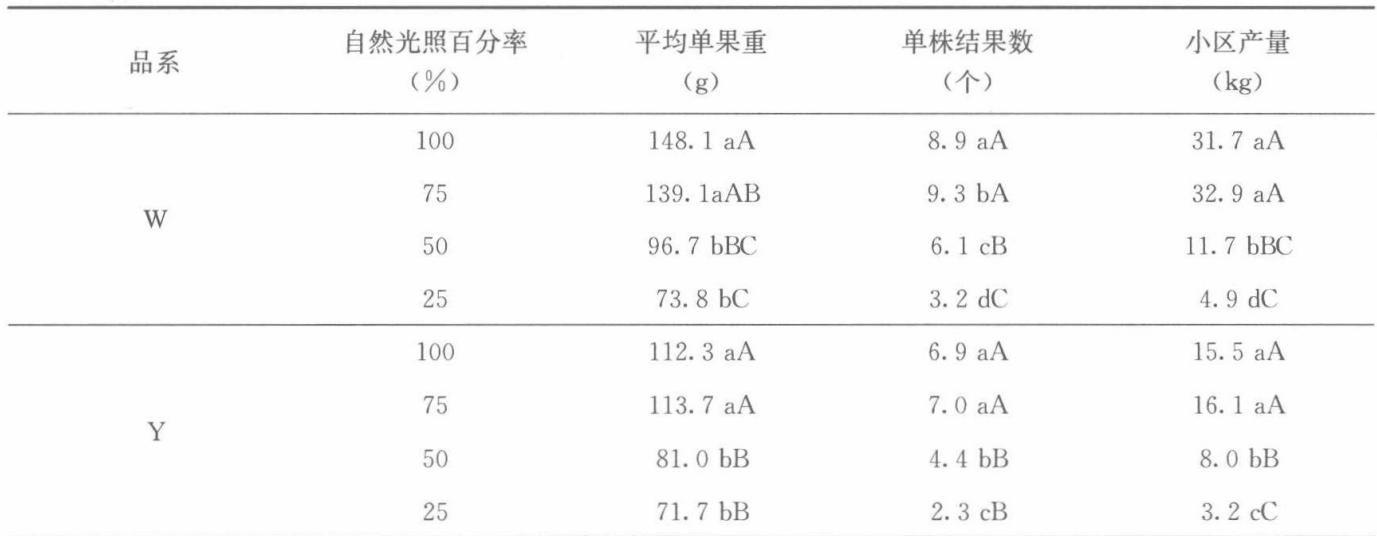 品系 自然光照百分率 平均单果重 单株结果数 小区产量
(%) (g) (个) (kg)
100 148.1 aA 8.9 aA 31.7 aA
75 139.1aAB 9.3 bA 32.9 aA
W
50 96.7 bBC 6.1 cB 11.7 bBC
25 73.8 bC 3.2 dC 4.9 dC
100 112.3 aA 6.9 aA 15.5 aA
75 113.7 aA 7.0 aA 16.1 aA
Y
50 81.0 bB 4.4 bB 8.0 bB
25 71.7 bB 2.3 cB 3.2 cC